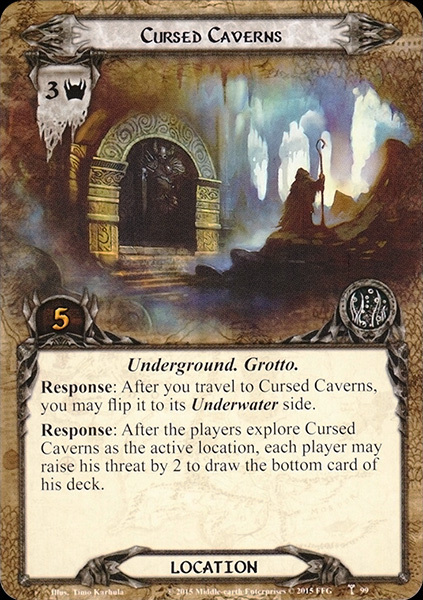 Cursed Caverns
3
5
Underground. Grotto.
Response: After you travel to Cursed Caverns,
you may flip it to its Underwater side.
Response: After the players explore Cursed
Caverns as the active location, each player may
raise his threat by 2 to draw the bottom card of
his deck.
LOCATION
Illus. Timo Karhula © 2015 Middle-earth Enterprises © 2015 FFG 99